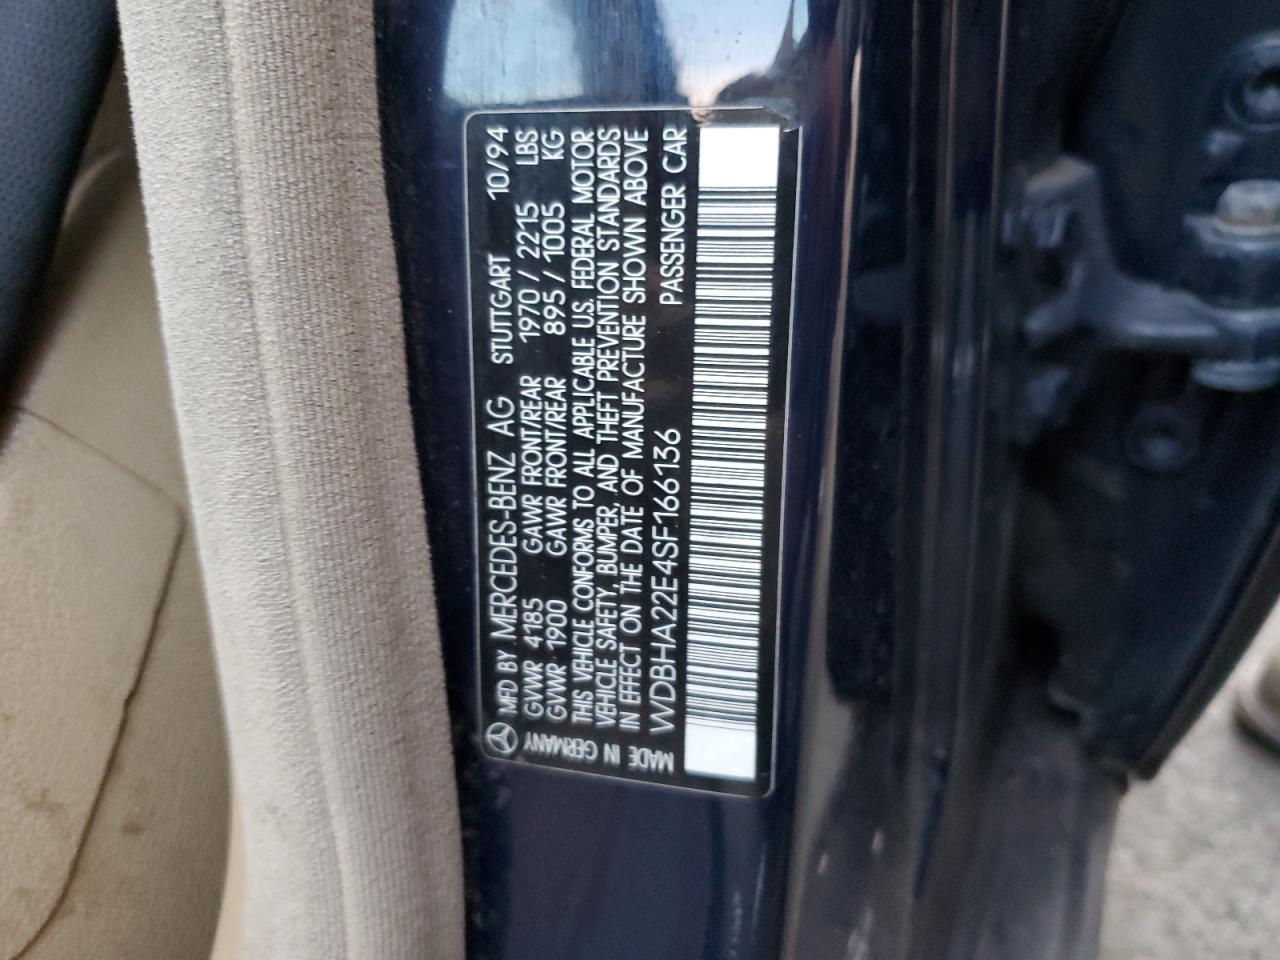 MFD BY MERCEDES-BENZ AG STUTTGART 10/94
GVWR 4185 GAWR FRONT/REAR 1970 / 2215 LBS
GVWR 1900 GAWR FRONT/REAR 895 / 1005 KG
THIS VEHICLE CONFORMS TO ALL APPLICABLE U.S. FEDERAL MOTOR
VEHICLE SAFETY, BUMPER, AND THEFT PREVENTION STANDARDS
IN EFFECT ON THE DATE OF MANUFACTURE SHOWN ABOVE
WDBHA22E4SF166136 PASSENGER CAR
MADE IN GERMANY